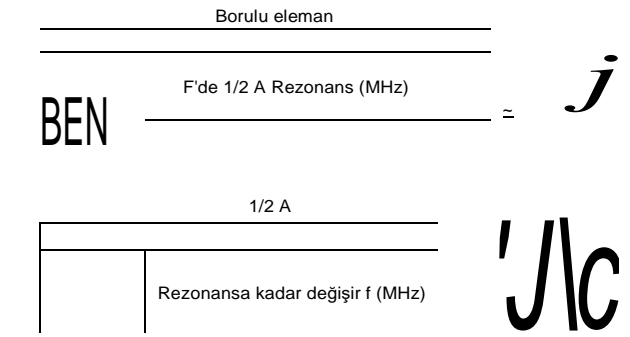 Borulu eleman
F'de 1/2 A Rezonans (MHz)
BEN
~ j
1/2 A
Rezonansa kadar değişir f (MHz)
'J\c